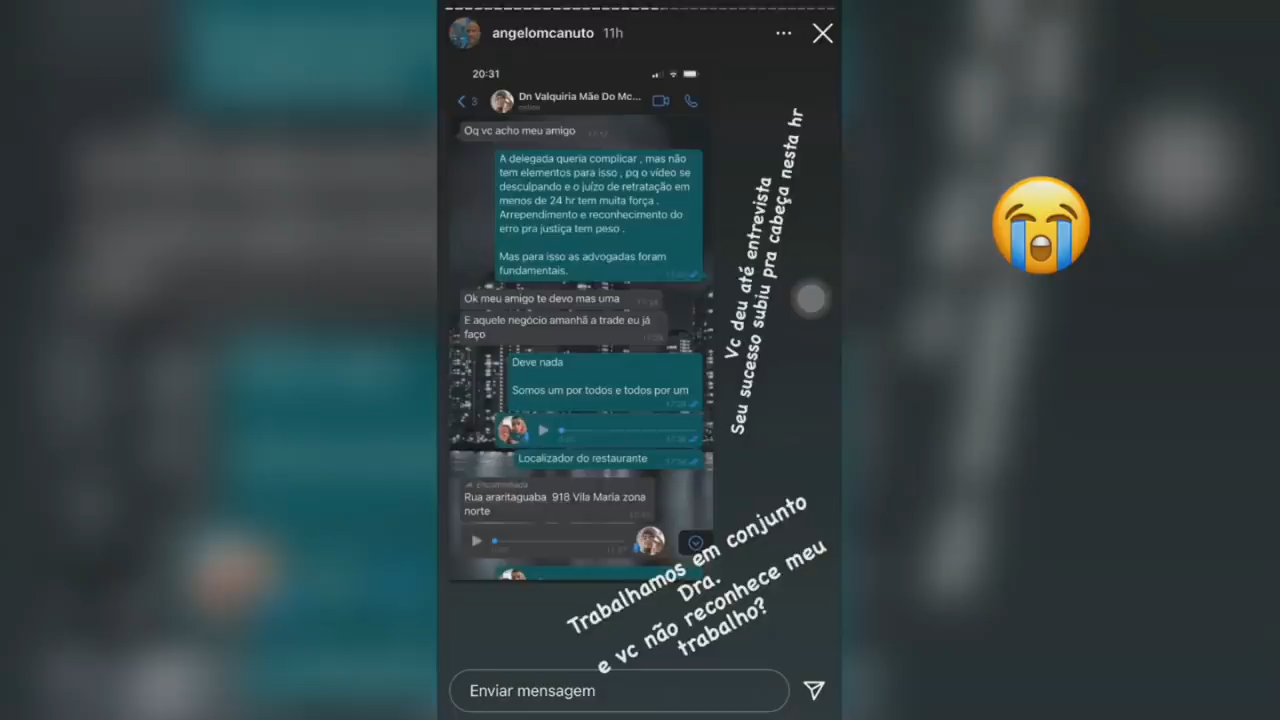 angelomcanuto 11h
20:31
3
Dn Valquiria Mãe Do Mc...
online
Oq vc acho meu amigo
A delegada queria complicar , mas não
tem elementos para isso , pq o vídeo se
desculpando e o juízo de retratação em
menos de 24 hr tem muita força .
Arrependimento e reconhecimento do
erro pra justiça tem peso .
Mas para isso as advogadas foram
fundamentais.
Ok meu amigo te devo mas uma
E aquele negócio amanhã a trade eu já
faço
Deve nada
Somos um por todos e todos por um
Localizador do restaurante
Encaminhada
Rua araritaguaba 918 Vila Maria zona
norte
Vc deu até entrevista
Seu sucesso subiu pra cabeça nesta hr
Trabalhamos em conjunto
Dra.
e vc não reconhece meu
trabalho?
Enviar mensagem